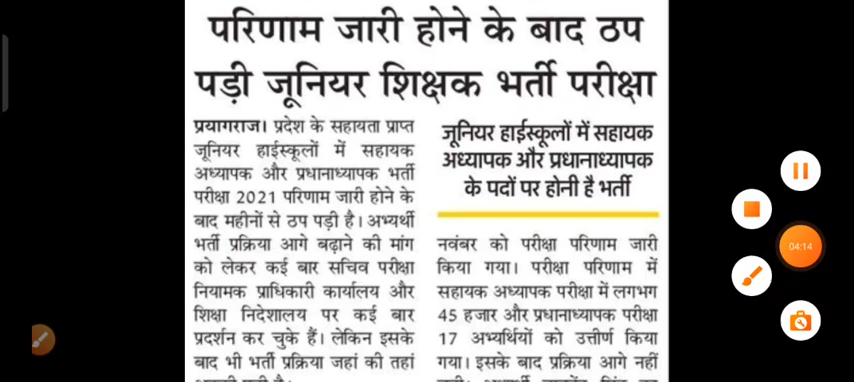 परिणाम जारी होने के बाद ठप
पड़ी जूनियर शिक्षक भर्ती परीक्षा
प्रयागराज। प्रदेश के सहायता प्राप्त
जूनियर हाईस्कूलों में सहायक
अध्यापक और प्रधानाध्यापक भर्ती
परीक्षा 2021 परिणाम जारी होने के
बाद महीनों से ठप पड़ी है। अभ्यर्थी
भर्ती प्रक्रिया आगे बढ़ाने की मांग
को लेकर कई बार सचिव परीक्षा
नियामक प्राधिकारी कार्यालय और
शिक्षा निदेशालय पर कई बार
प्रदर्शन कर चुके हैं। लेकिन इसके
बाद भी भर्ती प्रक्रिया जहां की तहां
जूनियर हाईस्कूलों में सहायक
अध्यापक और प्रधानाध्यापक
के पदों पर होनी है भर्ती
नवंबर को परीक्षा परिणाम जारी
किया गया। परीक्षा परिणाम में
सहायक अध्यापक परीक्षा में लगभग
45 हजार और प्रधानाध्यापक परीक्षा
17 अभ्यर्थियों को उत्तीर्ण किया
गया। इसके बाद प्रक्रिया आगे नहीं
04:14